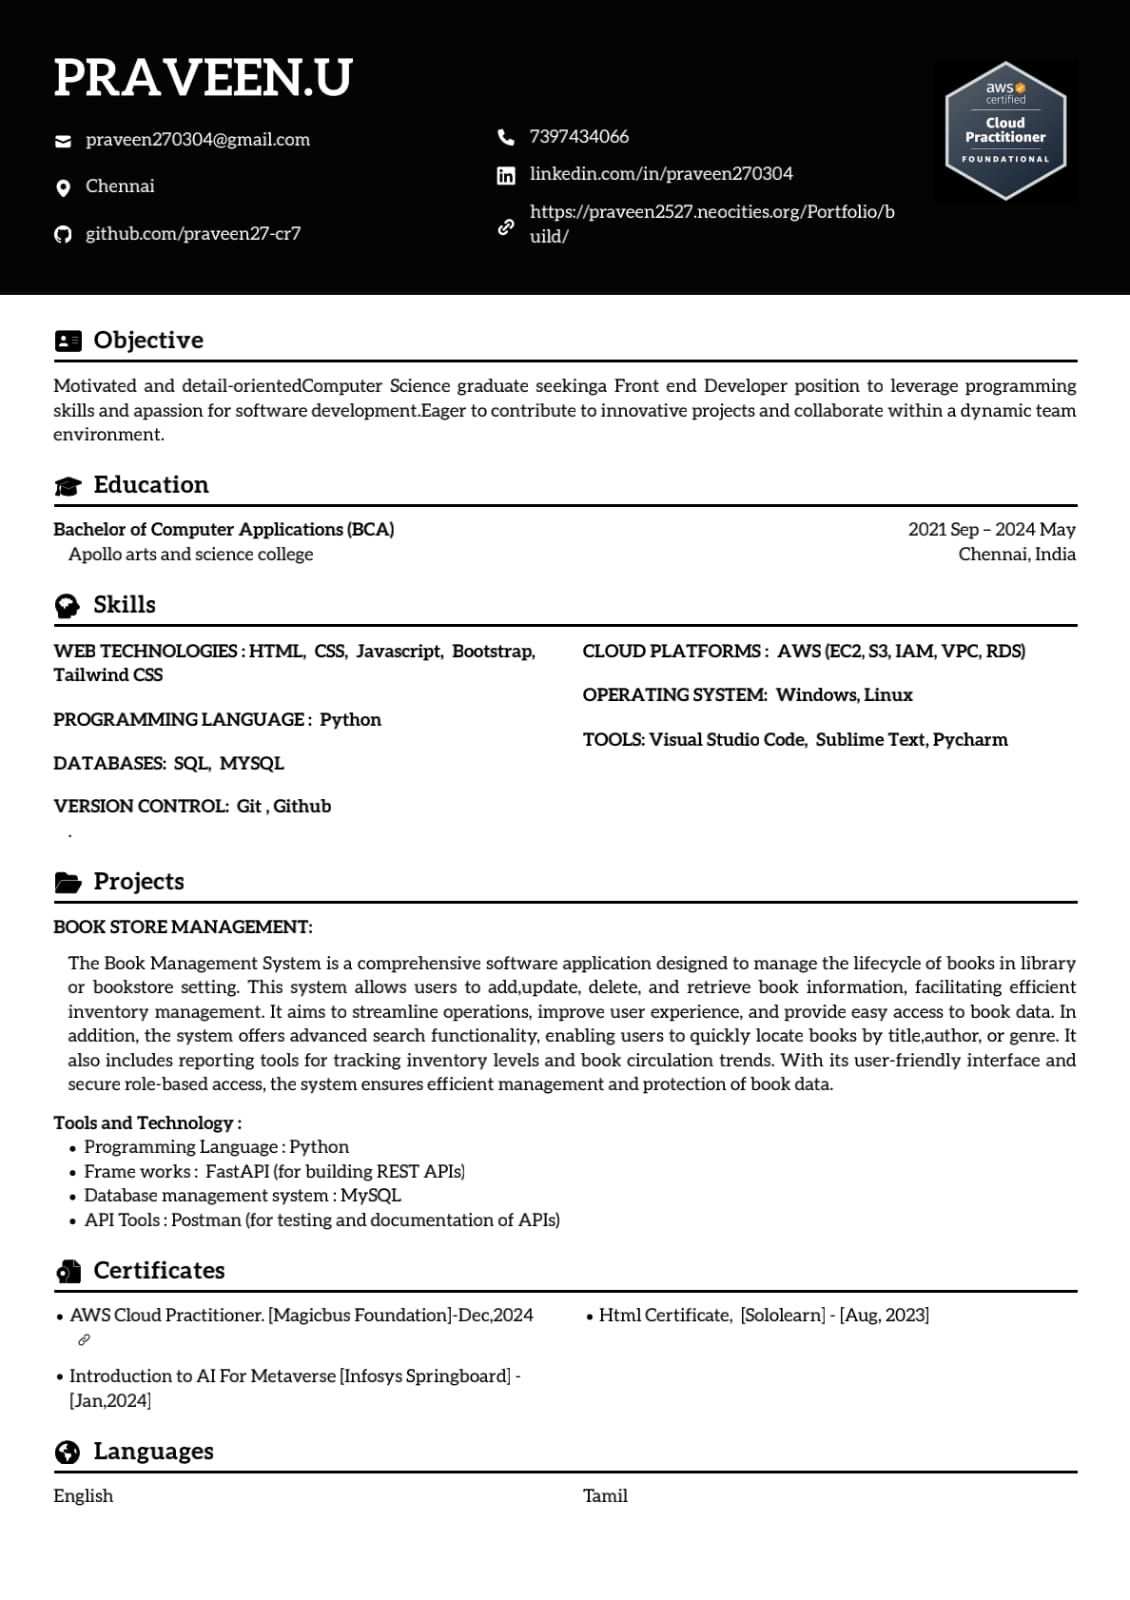 PRAVEEN.U
praveen270304@gmail.com
Chennai
github.com/praveen27-cr7
7397434066
linkedin.com/in/praveen270304
https://praveen2527.neocities.org/Portfolio/b
uild/
aws
certified
Cloud
Practitioner
FOUNDATIONAL
Objective
Motivated and detail-orientedComputer Science graduate seekinga Front end Developer position to leverage programming
skills and apassion for software development.Eager to contribute to innovative projects and collaborate within a dynamic team
environment.
Education
Bachelor of Computer Applications (BCA) 2021 Sep – 2024 May
Apollo arts and science college Chennai, India
Skills
WEB TECHNOLOGIES : HTML, CSS, Javascript, Bootstrap,
Tailwind CSS
PROGRAMMING LANGUAGE : Python
DATABASES: SQL, MYSQL
VERSION CONTROL: Git , Github
.
CLOUD PLATFORMS : AWS (EC2, S3, IAM, VPC, RDS)
OPERATING SYSTEM: Windows, Linux
TOOLS: Visual Studio Code, Sublime Text, Pycharm
Projects
BOOK STORE MANAGEMENT:
The Book Management System is a comprehensive software application designed to manage the lifecycle of books in library
or bookstore setting. This system allows users to add,update, delete, and retrieve book information, facilitating efficient
inventory management. It aims to streamline operations, improve user experience, and provide easy access to book data. In
addition, the system offers advanced search functionality, enabling users to quickly locate books by title,author, or genre. It
also includes reporting tools for tracking inventory levels and book circulation trends. With its user-friendly interface and
secure role-based access, the system ensures efficient management and protection of book data.
Tools and Technology :
• Programming Language : Python
• Frame works : FastAPI (for building REST APIs)
• Database management system : MySQL
• API Tools : Postman (for testing and documentation of APIs)
Certificates
• AWS Cloud Practitioner. [Magicbus Foundation]-Dec,2024
• Introduction to AI For Metaverse [Infosys Springboard] -
[Jan,2024]
• Html Certificate, [Sololearn] - [Aug, 2023]
Languages
English
Tamil